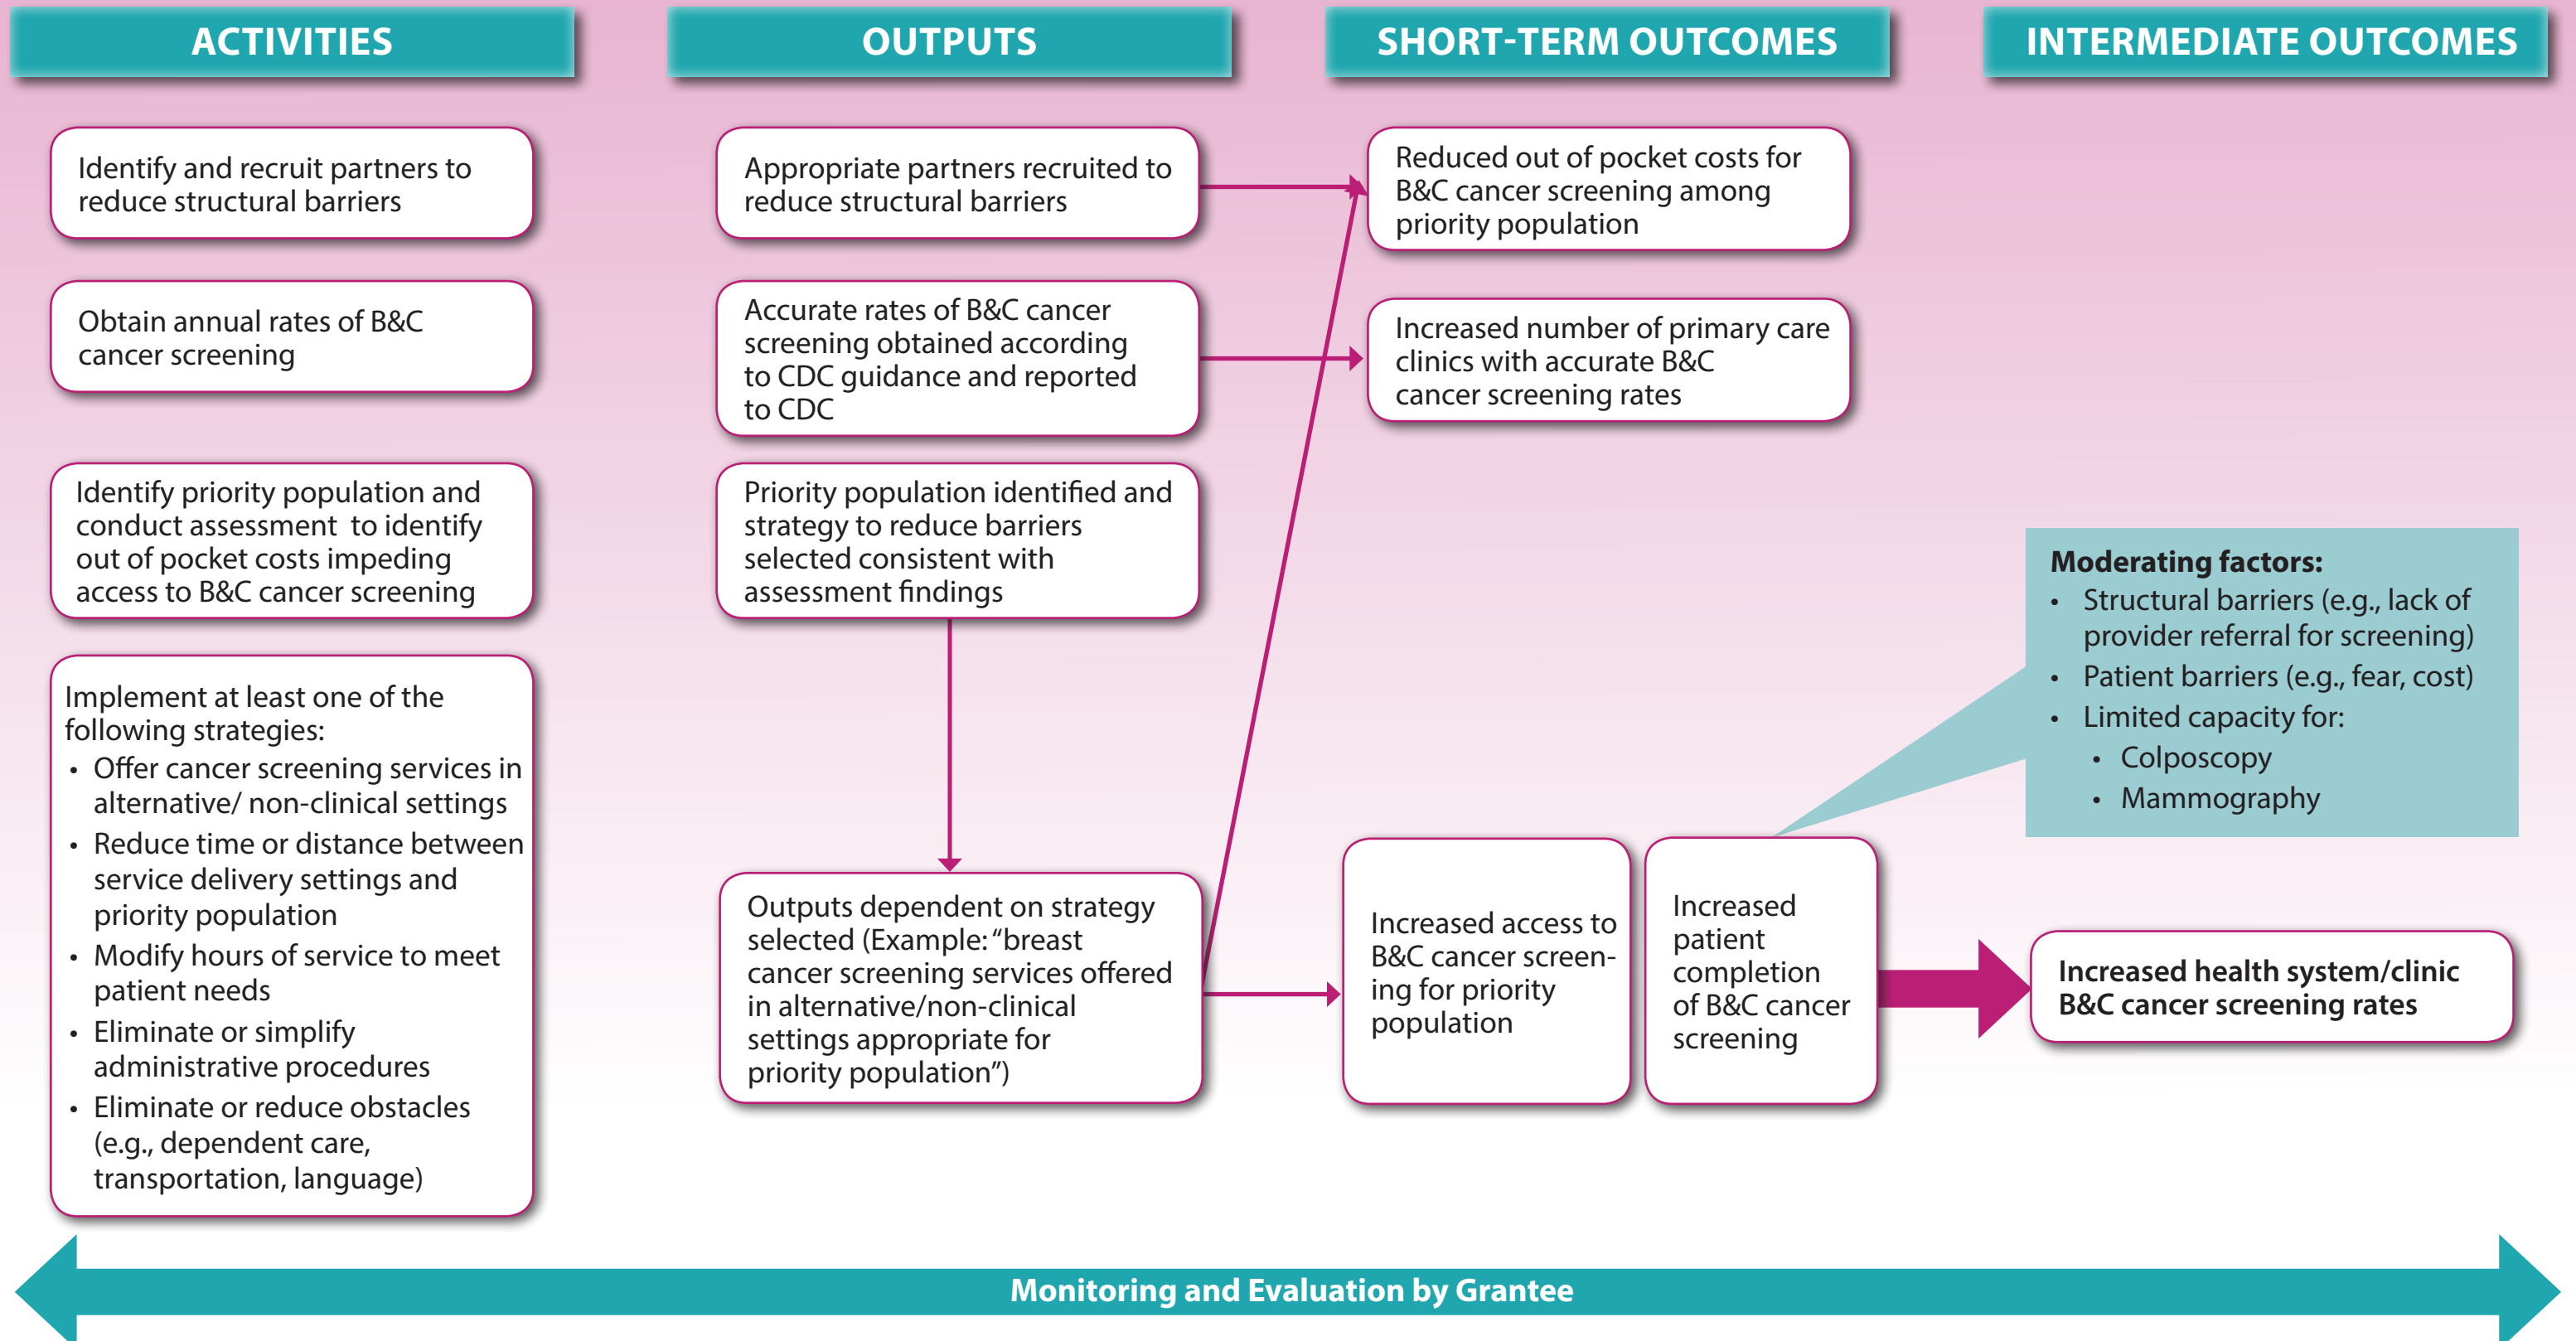 ACTIVITIES
Identify and recruit partners to
reduce structural barriers
Obtain annual rates of B&C
cancer screening
Identify priority population and
conduct assessment to identify
out of pocket costs impeding
access to B&C cancer screening
Implement at least one of the
following strategies:
• Offer cancer screening services in
alternative/ non-clinical settings
• Reduce time or distance between
service delivery settings and
priority population
• Modify hours of service to meet
patient needs
• Eliminate or simplify
administrative procedures
• Eliminate or reduce obstacles
(e.g., dependent care,
transportation, language)
OUTPUTS
Appropriate partners recruited to
reduce structural barriers
Accurate rates of B&C cancer
screening obtained according
to CDC guidance and reported
to CDC
Priority population identified and
strategy to reduce barriers
selected consistent with
assessment findings
Outputs dependent on strategy
selected (Example: “breast
cancer screening services offered
in alternative/non-clinical
settings appropriate for
priority population”)
SHORT-TERM OUTCOMES
Reduced out of pocket costs for
B&C cancer screening among
priority population
Increased number of primary care
clinics with accurate B&C
cancer screening rates
Increased access to
B&C cancer screen-
ing for priority
population
Increased
patient
completion
of B&C cancer
screening
INTERMEDIATE OUTCOMES
Moderating factors:
• Structural barriers (e.g., lack of
provider referral for screening)
• Patient barriers (e.g., fear, cost)
• Limited capacity for:
• Colposcopy
• Mammography
Increased health system/clinic
B&C cancer screening rates
Monitoring and Evaluation by Grantee